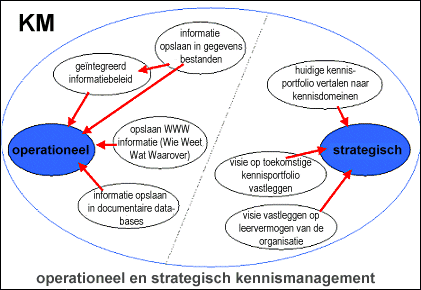 KM
informatie
opslaan in gegevens
bestanden
geïntegreerd
informatiebeleid
operationeel
opslaan WWW
informatie (Wie Weet
Wat Waarover)
informatie opslaan
in documentaire data-
bases
huidige kennis-
portfolio vertalen naar
kennisdomeinen
strategisch
visie op toekomstige
kennisportfolio
vastleggen
visie vastleggen op
leervermogen van de
organisatie
operationeel en strategisch kennismanagement